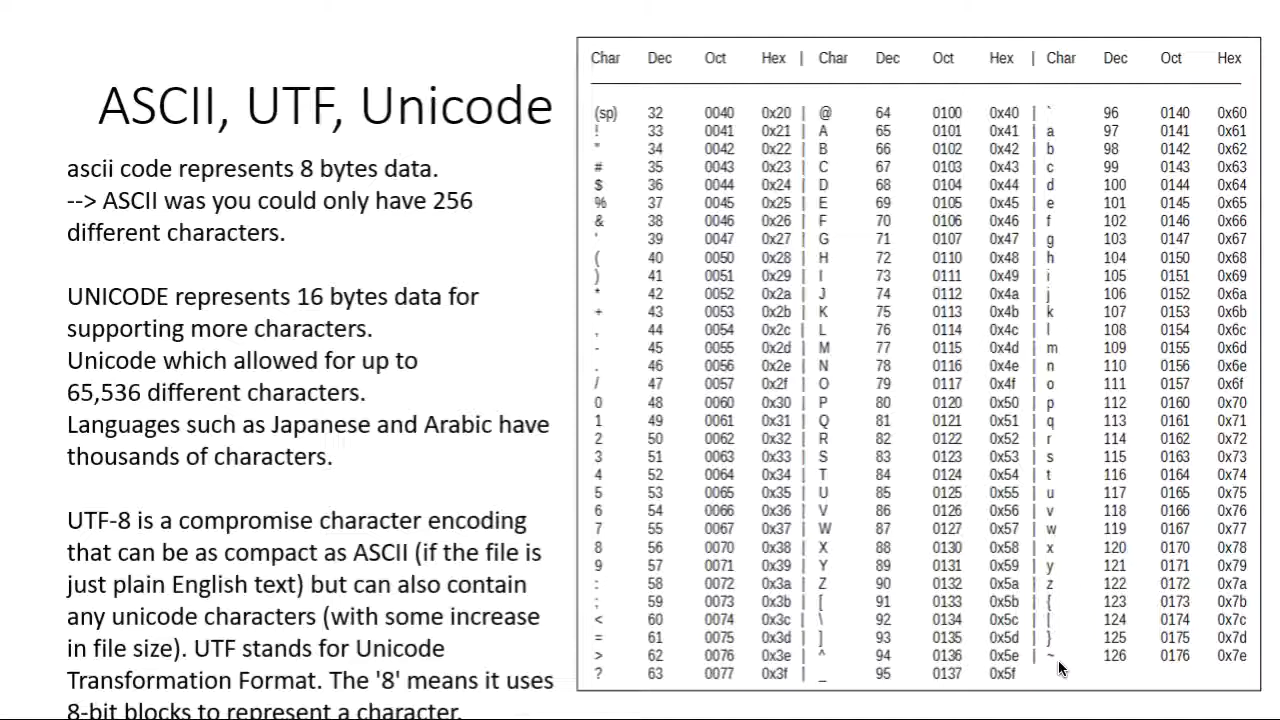 ASCII, UTF, Unicode
ascii code represents 8 bytes data.
--> ASCII was you could only have 256
different characters.
UNICODE represents 16 bytes data for
supporting more characters.
Unicode which allowed for up to
65,536 different characters.
Languages such as Japanese and Arabic have
thousands of characters.
UTF-8 is a compromise character encoding
that can be as compact as ASCII (if the file is
just plain English text) but can also contain
any unicode characters (with some increase
in file size). UTF stands for Unicode
Transformation Format. The '8' means it uses
8-bit blocks to represent a character.
Char Dec Oct Hex | Char Dec Oct Hex | Char Dec Oct Hex
(sp) 32 0040 0x20 | @ 64 0100 0x40 | ` 96 0140 0x60
! 33 0041 0x21 | A 65 0101 0x41 | a 97 0141 0x61
" 34 0042 0x22 | B 66 0102 0x42 | b 98 0142 0x62
# 35 0043 0x23 | C 67 0103 0x43 | c 99 0143 0x63
$ 36 0044 0x24 | D 68 0104 0x44 | d 100 0144 0x64
% 37 0045 0x25 | E 69 0105 0x45 | e 101 0145 0x65
& 38 0046 0x26 | F 70 0106 0x46 | f 102 0146 0x66
' 39 0047 0x27 | G 71 0107 0x47 | g 103 0147 0x67
( 40 0050 0x28 | H 72 0110 0x48 | h 104 0150 0x68
) 41 0051 0x29 | I 73 0111 0x49 | i 105 0151 0x69
* 42 0052 0x2a | J 74 0112 0x4a | j 106 0152 0x6a
+ 43 0053 0x2b | K 75 0113 0x4b | k 107 0153 0x6b
, 44 0054 0x2c | L 76 0114 0x4c | l 108 0154 0x6c
- 45 0055 0x2d | M 77 0115 0x4d | m 109 0155 0x6d
. 46 0056 0x2e | N 78 0116 0x4e | n 110 0156 0x6e
/ 47 0057 0x2f | O 79 0117 0x4f | o 111 0157 0x6f
0 48 0060 0x30 | P 80 0120 0x50 | p 112 0160 0x70
1 49 0061 0x31 | Q 81 0121 0x51 | q 113 0161 0x71
2 50 0062 0x32 | R 82 0122 0x52 | r 114 0162 0x72
3 51 0063 0x33 | S 83 0123 0x53 | s 115 0163 0x73
4 52 0064 0x34 | T 84 0124 0x54 | t 116 0164 0x74
5 53 0065 0x35 | U 85 0125 0x55 | u 117 0165 0x75
6 54 0066 0x36 | V 86 0126 0x56 | v 118 0166 0x76
7 55 0067 0x37 | W 87 0127 0x57 | w 119 0167 0x77
8 56 0070 0x38 | X 88 0130 0x58 | x 120 0170 0x78
9 57 0071 0x39 | Y 89 0131 0x59 | y 121 0171 0x79
: 58 0072 0x3a | Z 90 0132 0x5a | z 122 0172 0x7a
; 59 0073 0x3b | [ 91 0133 0x5b | { 123 0173 0x7b
< 60 0074 0x3c | \ 92 0134 0x5c | | 124 0174 0x7c
= 61 0075 0x3d | ] 93 0135 0x5d | } 125 0175 0x7d
> 62 0076 0x3e | ^ 94 0136 0x5e | ~ 126 0176 0x7e
? 63 0077 0x3f | _ 95 0137 0x5f